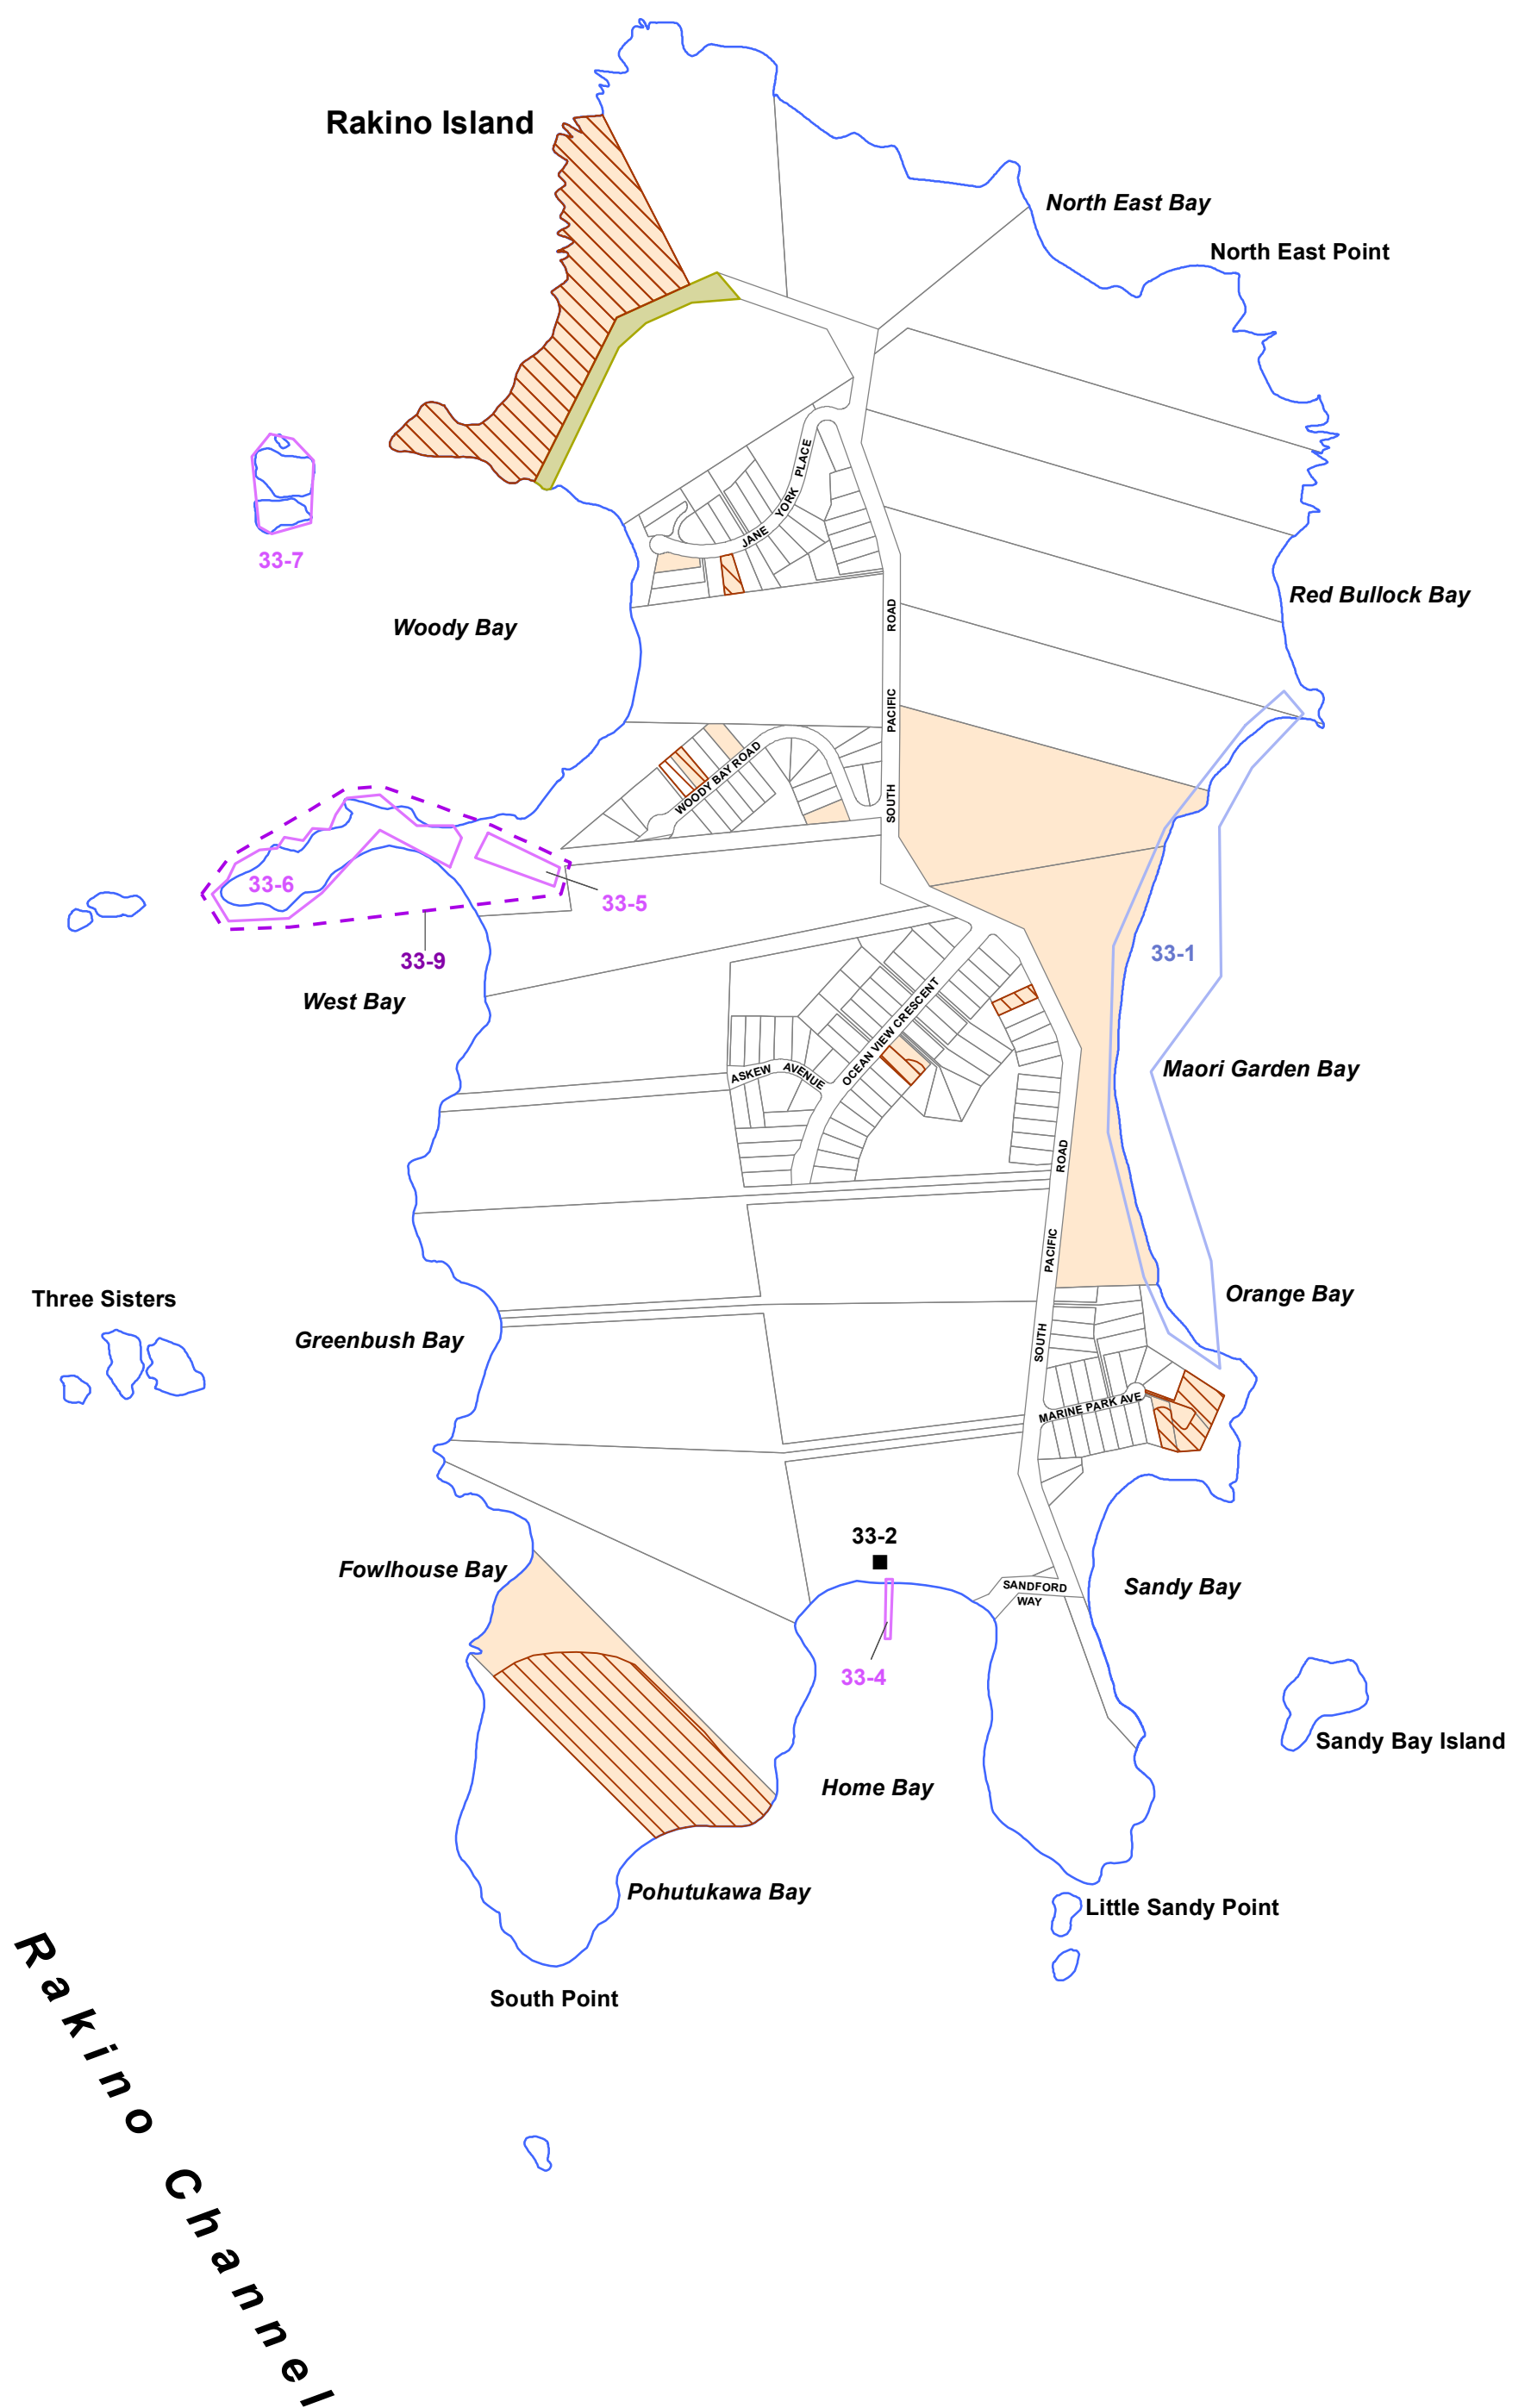 Rakino Island
North East Bay
North East Point
JANE YORK PLACE
33-7
Red Bullock Bay
Woody Bay
SOUTH PACIFIC ROAD
WOODY BAY ROAD
33-6
33-5
33-9
33-1
West Bay
OCEAN VIEW CRESCENT
ASKEW AVENUE
Maori Garden Bay
SOUTH PACIFIC ROAD
Three Sisters
Orange Bay
Greenbush Bay
MARINE PARK AVE
33-2
Fowlhouse Bay
SANDFORD
WAY
Sandy Bay
33-4
Sandy Bay Island
Home Bay
Pohutukawa Bay
Little Sandy Point
South Point
Rakino Channel